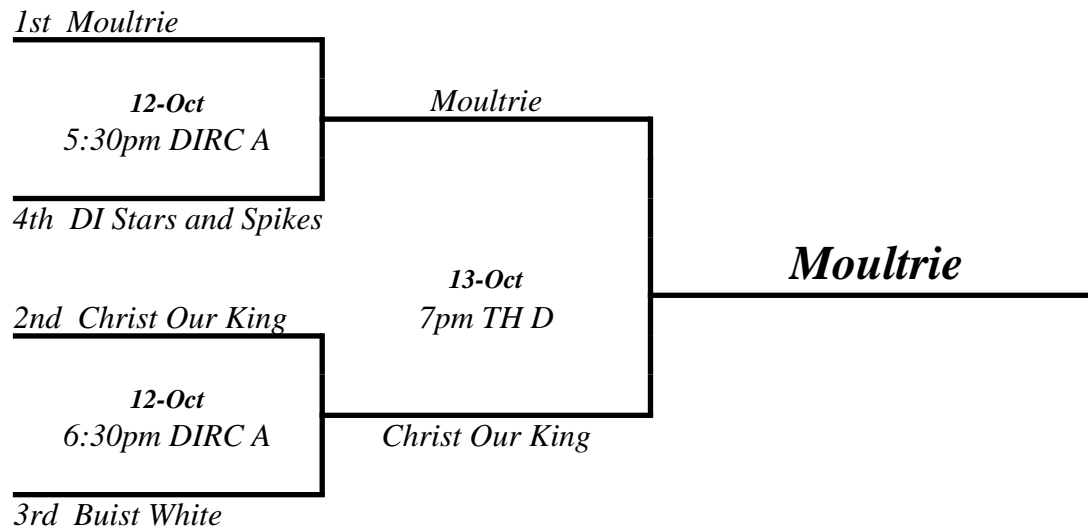 1st Moultrie
12-Oct
5:30pm DIRC A
4th DI Stars and Spikes
2nd Christ Our King
12-Oct
6:30pm DIRC A
3rd Buist White
Moultrie
13-Oct
7pm TH D
Christ Our King
Moultrie